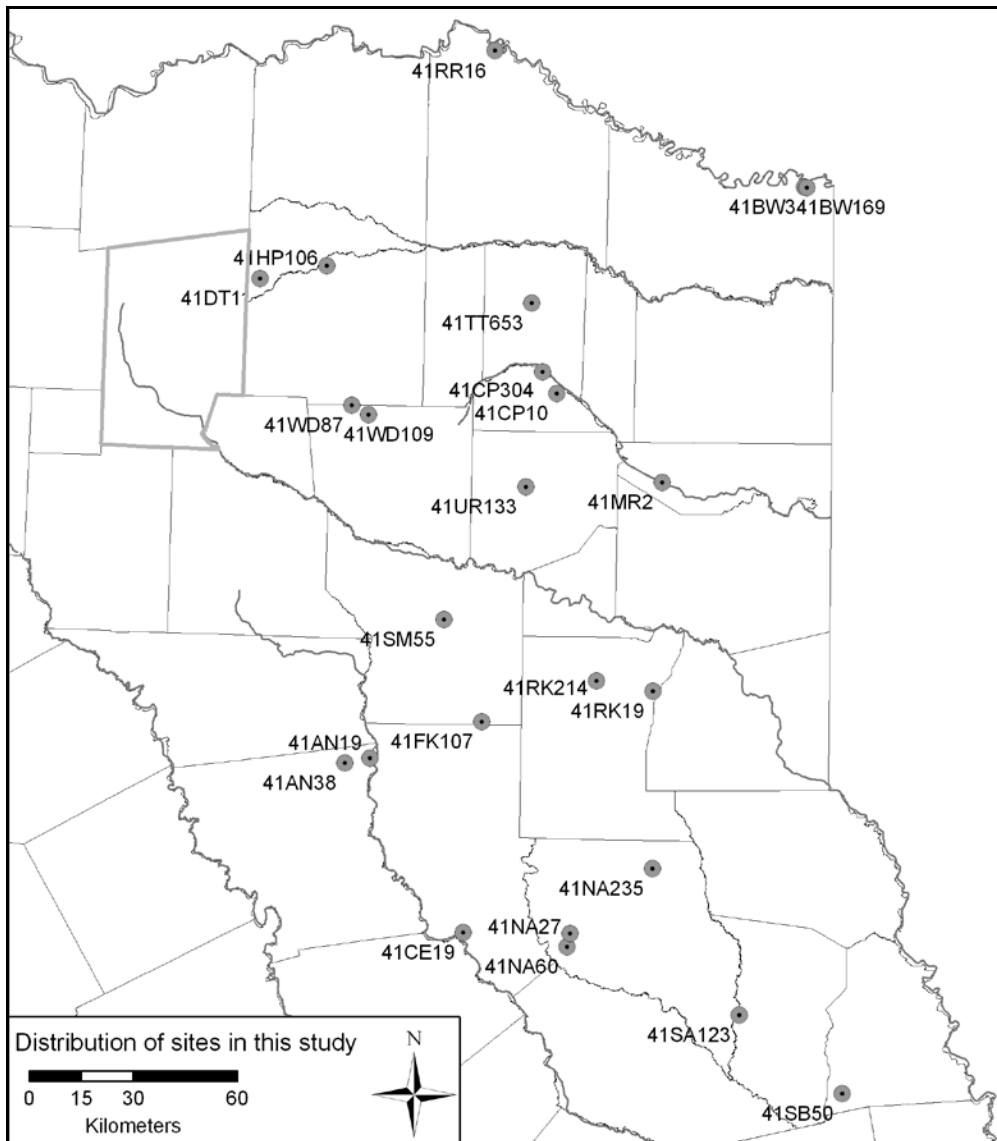 41RR16
41BW341BW169
41HP106
41DT1
41TT653
41CP304
41CP10
41WD87
41WD109
41UR133
41MR2
41SM55
41RK214
41RK19
41FK107
41AN19
41AN38
41NA235
41NA27
41CE19
41NA60
41SA123
41SB50
Distribution of sites in this study
N
0 15 30 60
Kilometers